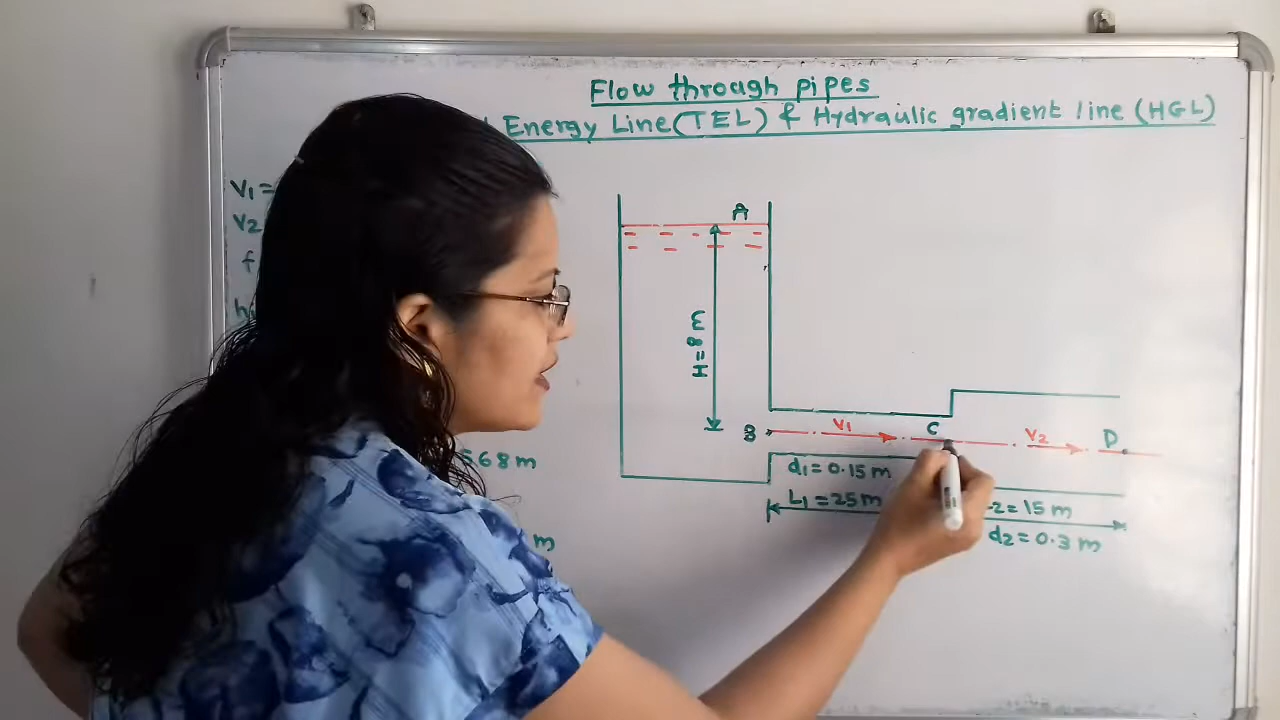 Flow through pipes
Energy Line (TEL) & Hydraulic gradient line (HGL)
V1 =
V2
f
A
H = 8 m
B
V1
C
V2
D
d1 = 0.15 m
L1 = 25 m
2 = 15 m
d2 = 0.3 m
568 m
m